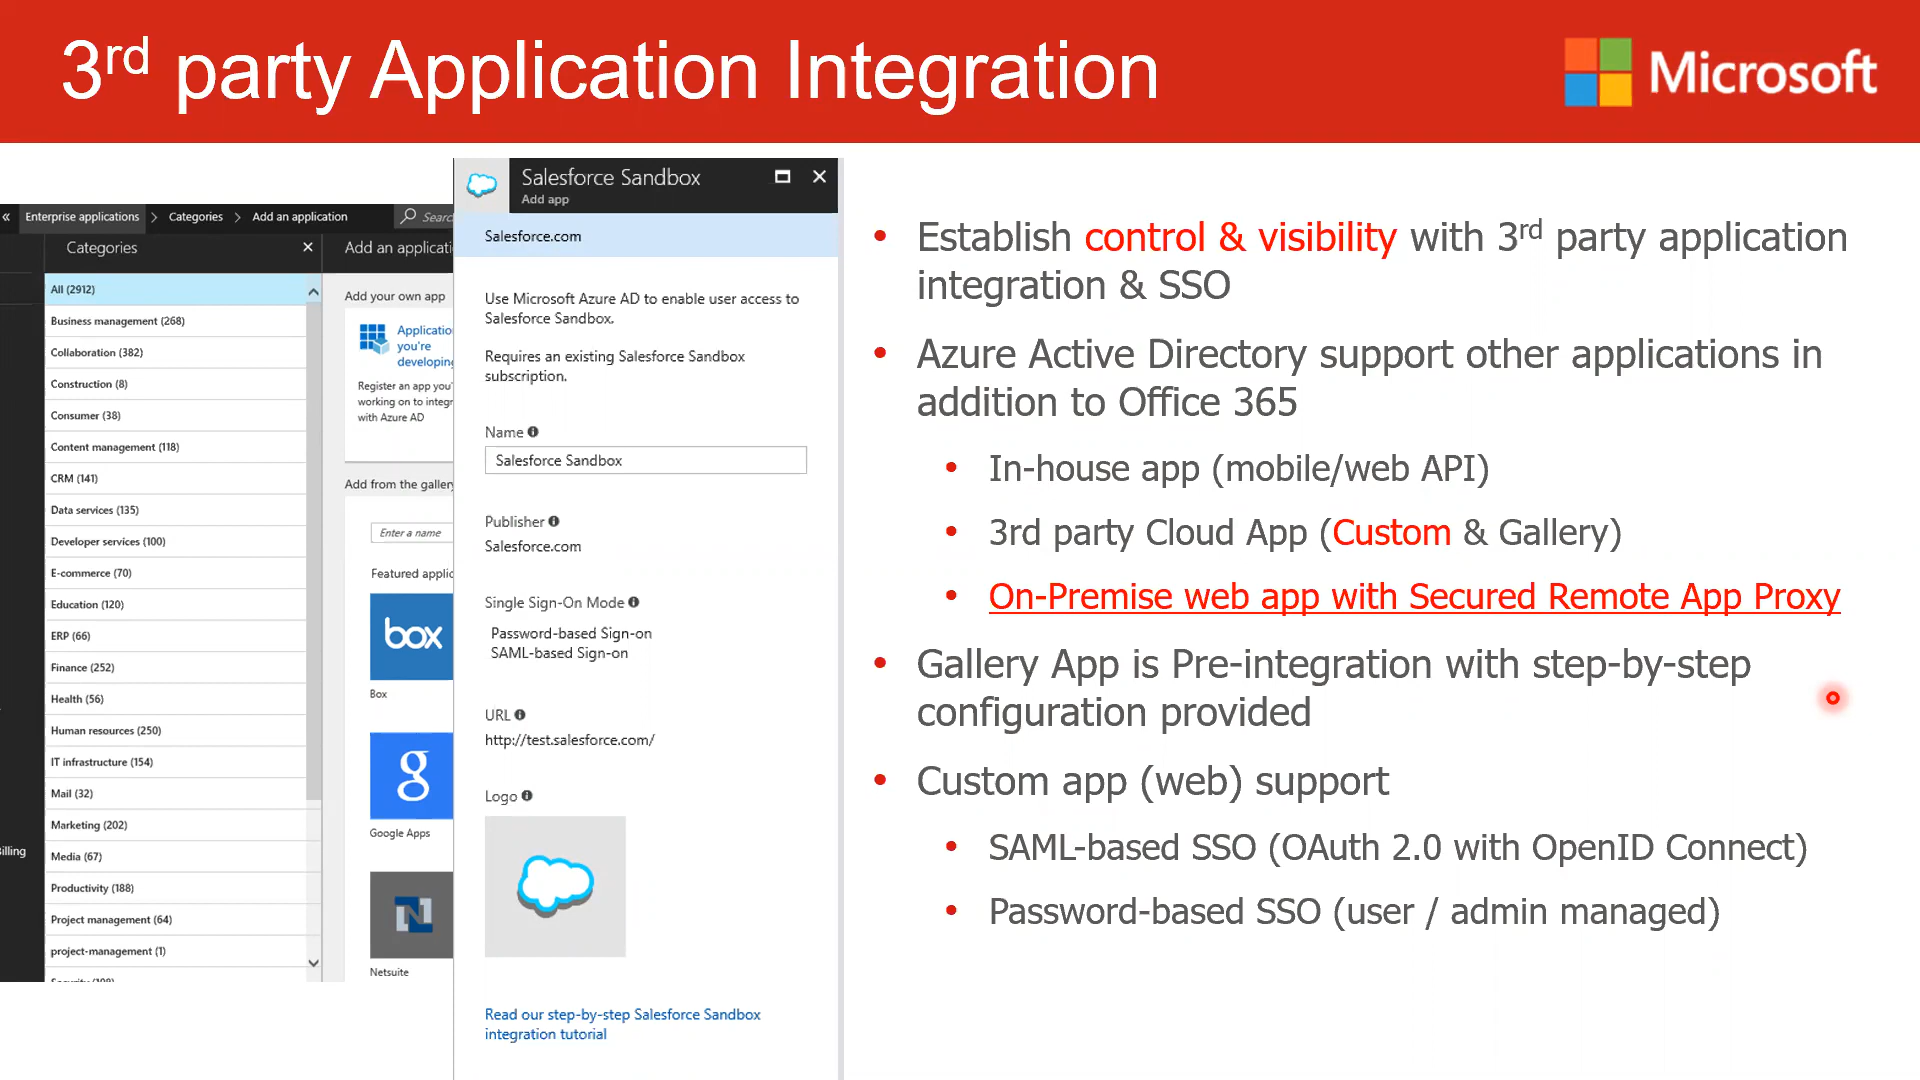 3rd party Application Integration
Microsoft
Enterprise applications
Categories
Add an application
Categories
All (2912)
Business management (268)
Collaboration (382)
Construction (8)
Consumer (38)
Content management (118)
CRM (141)
Data services (135)
Developer services (100)
E-commerce (70)
Education (120)
ERP (66)
Finance (252)
Health (56)
Human resources (250)
IT infrastructure (154)
Mail (32)
Marketing (202)
Media (67)
Productivity (188)
Project management (64)
project-management (1)
illing
Searc
Add an applicati
Add your own app
Applicatio
you're
developing
Register an app you'
working on to integr
with Azure AD
Add from the gallery
Enter a name
Featured applic
box
Box
g
Google Apps
N
Netsuite
Salesforce Sandbox
Add app
Salesforce.com
Use Microsoft Azure AD to enable user access to
Salesforce Sandbox.
Requires an existing Salesforce Sandbox
subscription.
Name
Salesforce Sandbox
Publisher
Salesforce.com
Single Sign-On Mode
Password-based Sign-on
SAML-based Sign-on
URL
http://test.salesforce.com/
Logo
Read our step-by-step Salesforce Sandbox
integration tutorial
• Establish control & visibility with 3rd party application
integration & SSO
• Azure Active Directory support other applications in
addition to Office 365
• In-house app (mobile/web API)
• 3rd party Cloud App (Custom & Gallery)
• On-Premise web app with Secured Remote App Proxy
• Gallery App is Pre-integration with step-by-step
configuration provided
• Custom app (web) support
• SAML-based SSO (OAuth 2.0 with OpenID Connect)
• Password-based SSO (user / admin managed)